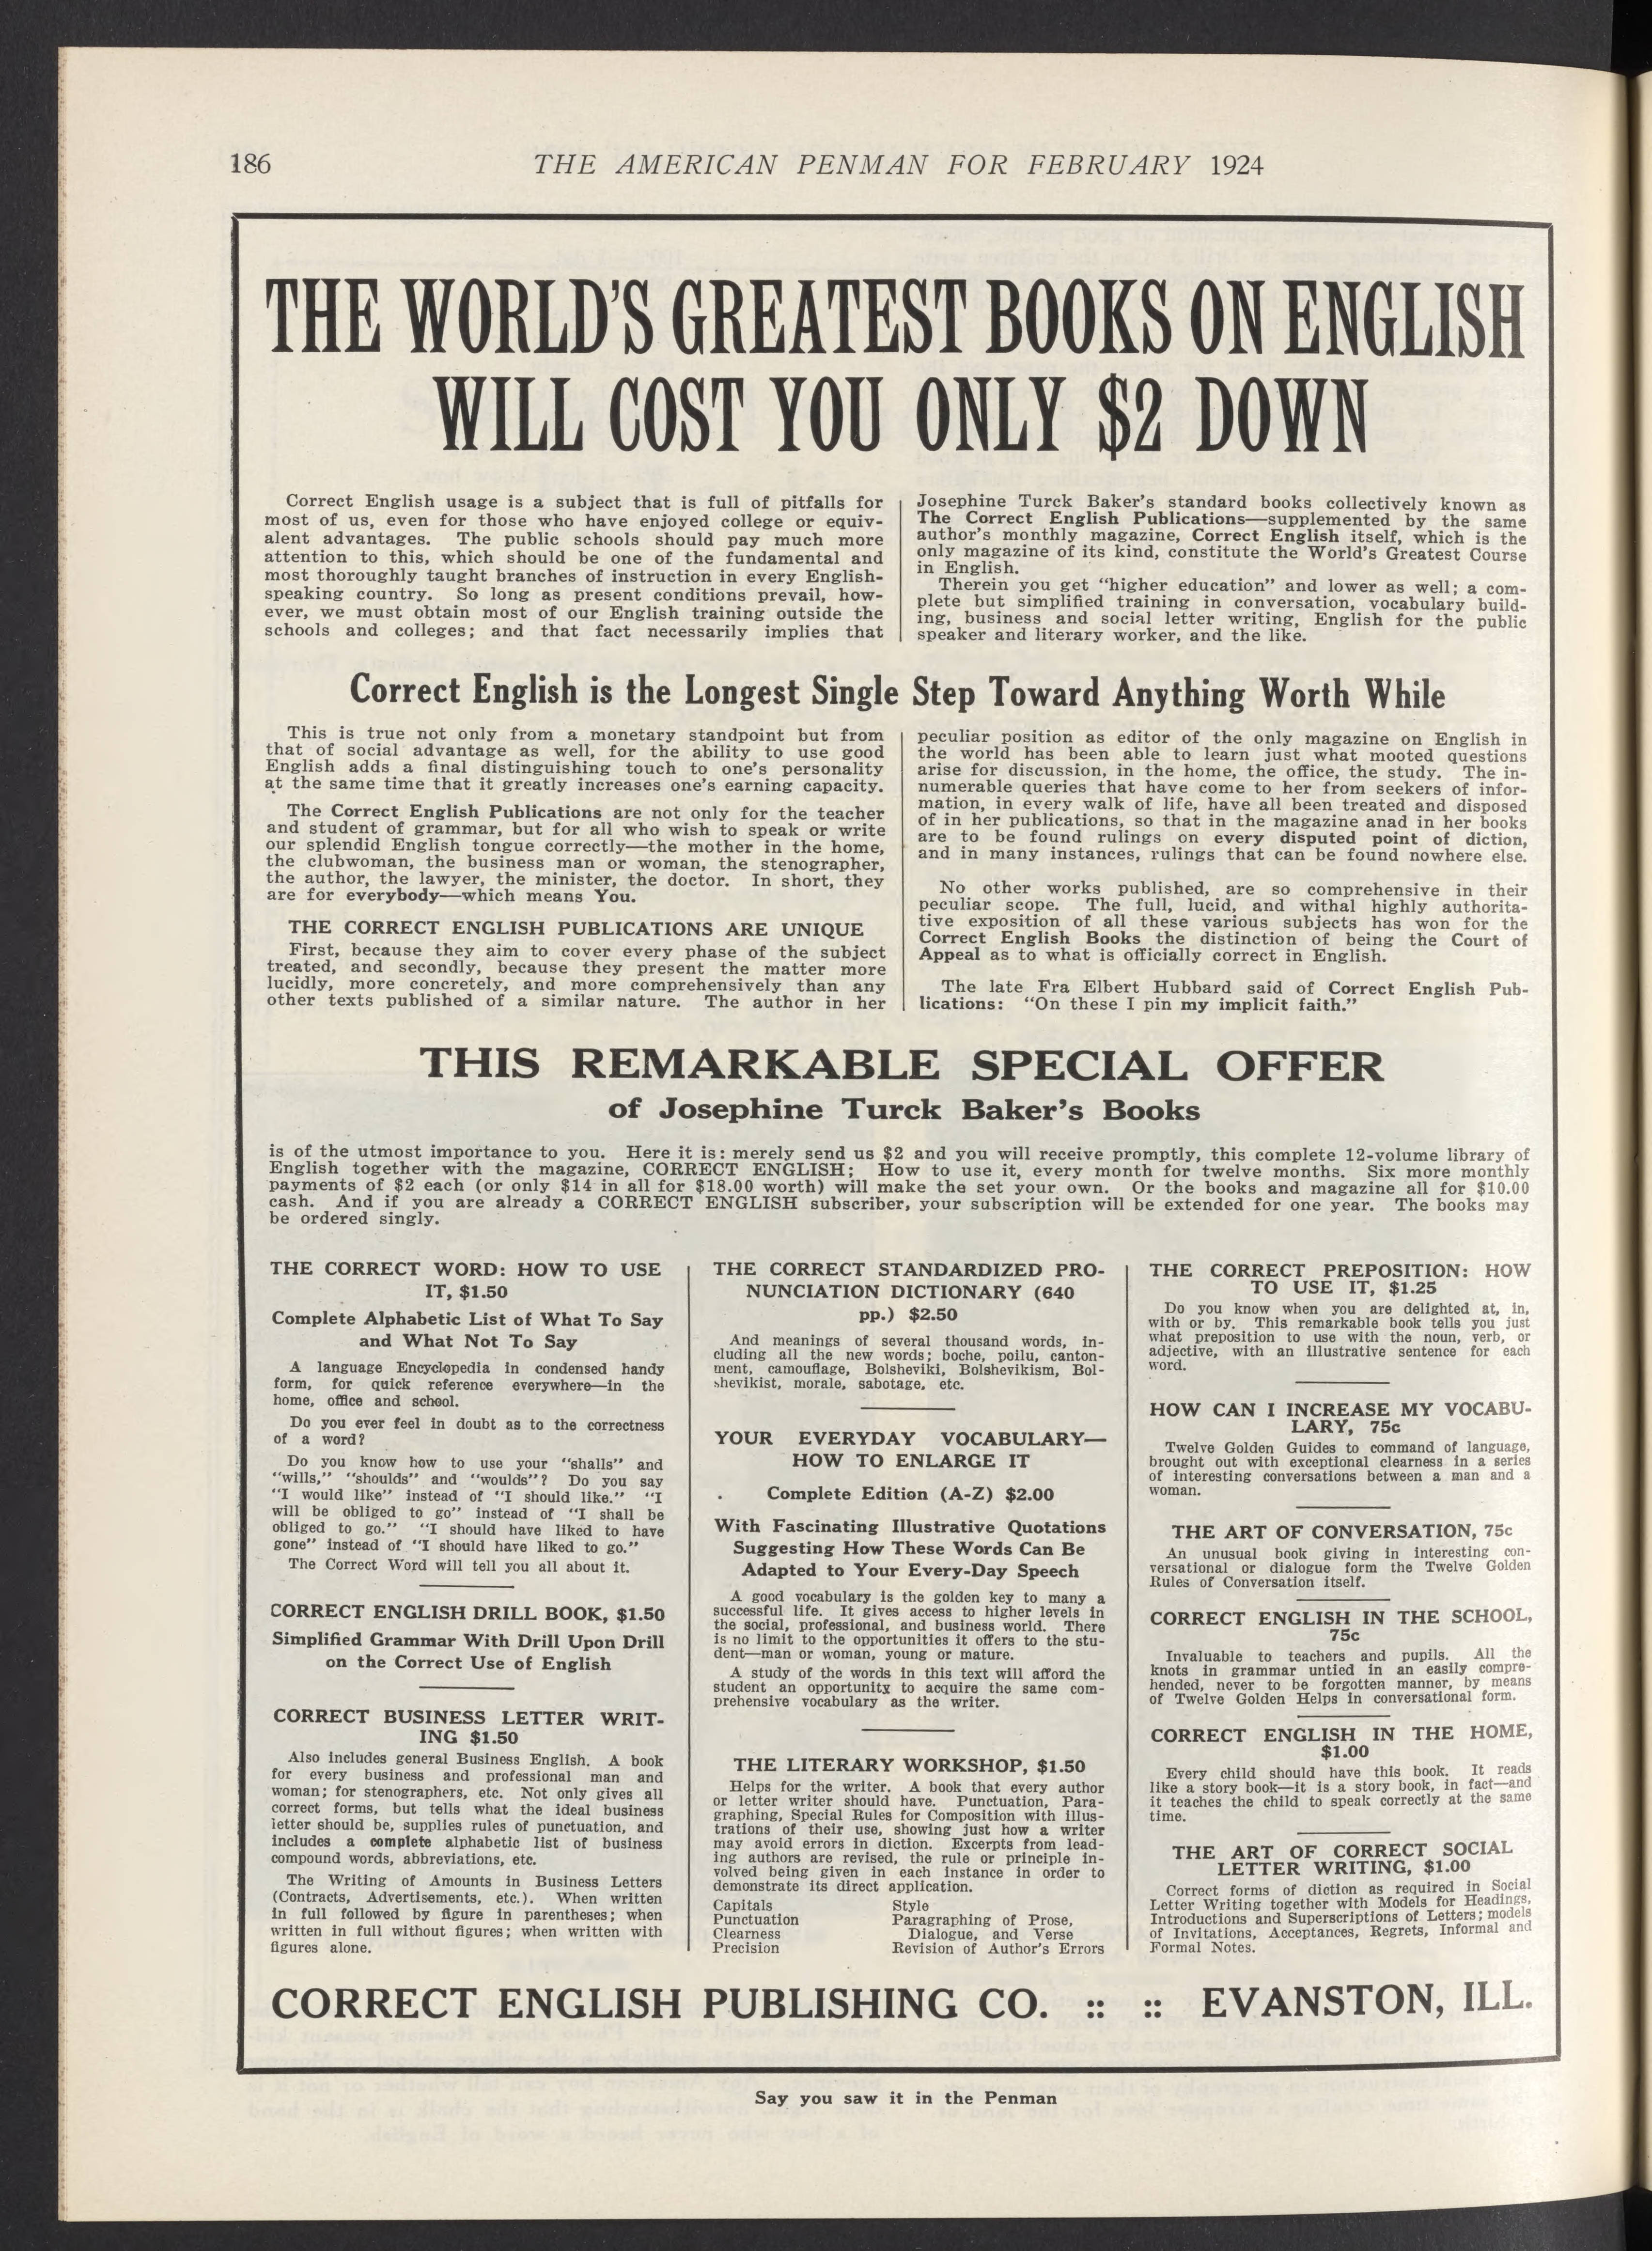 186
THE AMERICAN PENMAN FOR FEBRUARY 1924
THE WORLD'S GREATEST BOOKS ON ENGLISH
WILL COST YOU ONLY $2 DOWN
Correct English usage is a subject that is full of pitfalls for
most of us, even for those who have enjoyed college or equiv-
alent advantages. The public schools should pay much more
attention to this, which should be one of the fundamental and
most thoroughly taught branches of instruction in every English-
speaking country. So long as present conditions prevail, how-
ever, we must obtain most of our English training outside the
schools and colleges; and that fact necessarily implies that
Josephine Turck Baker's standard books collectively known as
The Correct English Publications—supplemented by the same
author's monthly magazine, Correct English itself, which is the
only magazine of its kind, constitute the World's Greatest Course
in English.
Therein you get "higher education" and lower as well; a com-
plete but simplified training in conversation, vocabulary build-
ing, business and social letter writing, English for the public
speaker and literary worker, and the like.
Correct English is the Longest Single Step Toward Anything Worth While
This is true not only from a monetary standpoint but from
that of social advantage as well, for the ability to use good
English adds a final distinguishing touch to one's personality
at the same time that it greatly increases one's earning capacity.
The Correct English Publications are not only for the teacher
and student of grammar, but for all who wish to speak or write
our splendid English tongue correctly—the mother in the home,
the clubwoman, the business man or woman, the stenographer,
the author, the lawyer, the minister, the doctor. In short, they
are for everybody—which means You.
THE CORRECT ENGLISH PUBLICATIONS ARE UNIQUE
First, because they aim to cover every phase of the subject
treated, and secondly, because they present the matter more
lucidly, more concretely, and more comprehensively than any
other texts published of a similar nature. The author in her
peculiar position as editor of the only magazine on English in
the world has been able to learn just what mooted questions
arise for discussion, in the home, the office, the study. The in-
numerable queries that have come to her from seekers of infor-
mation, in every walk of life, have all been treated and disposed
of in her publications, so that in the magazine anad in her books
are to be found rulings on every disputed point of diction,
and in many instances, rulings that can be found nowhere else.
No other works published, are so comprehensive in their
peculiar scope. The full, lucid, and withal highly authorita-
tive exposition of all these various subjects has won for the
Correct English Books the distinction of being the Court of
Appeal as to what is officially correct in English.
The late Fra Elbert Hubbard said of Correct English Pub-
lications: "On these I pin my implicit faith."
THIS REMARKABLE SPECIAL OFFER
of Josephine Turck Baker's Books
is of the utmost importance to you. Here it is: merely send us $2 and you will receive promptly, this complete 12-volume library of
English together with the magazine, CORRECT ENGLISH; How to use it, every month for twelve months. Six more monthly
payments of $2 each (or only $14 in all for $18.00 worth) will make the set your own. Or the books and magazine all for $10.00
cash. And if you are already a CORRECT ENGLISH subscriber, your subscription will be extended for one year. The books may
be ordered singly.
THE CORRECT WORD: HOW TO USE
IT, $1.50
Complete Alphabetic List of What To Say
and What Not To Say
A language Encyclopedia in condensed handy
form, for quick reference everywhere—in the
home, office and school.
Do you ever feel in doubt as to the correctness
of a word?
Do you know how to use your "shalls" and
"wills," "shoulds" and "woulds"? Do you say
"I would like" instead of "I should like." "I
will be obliged to go" instead of "I shall be
obliged to go." "I should have liked to have
gone" instead of "I should have liked to go."
The Correct Word will tell you all about it.
CORRECT ENGLISH DRILL BOOK, $1.50
Simplified Grammar With Drill Upon Drill
on the Correct Use of English
CORRECT BUSINESS LETTER WRIT-
ING $1.50
Also includes general Business English. A book
for every business and professional man and
woman; for stenographers, etc. Not only gives all
correct forms, but tells what the ideal business
letter should be, supplies rules of punctuation, and
includes a complete alphabetic list of business
compound words, abbreviations, etc.
The Writing of Amounts in Business Letters
(Contracts, Advertisements, etc.). When written
in full followed by figure in parentheses; when
written in full without figures; when written with
figures alone.
THE CORRECT STANDARDIZED PRO-
NUNCIATION DICTIONARY (640
pp.) $2.50
And meanings of several thousand words, in-
cluding all the new words; boche, poilu, canton-
ment, camouflage, Bolsheviki, Bolshevikism, Bol-
shevikist, morale, sabotage, etc.
YOUR EVERYDAY VOCABULARY—
HOW TO ENLARGE IT
Complete Edition (A-Z) $2.00
With Fascinating Illustrative Quotations
Suggesting How These Words Can Be
Adapted to Your Every-Day Speech
A good vocabulary is the golden key to many a
successful life. It gives access to higher levels in
the social, professional, and business world. There
is no limit to the opportunities it offers to the stu-
dent—man or woman, young or mature.
A study of the words in this text will afford the
student an opportunitx to acquire the same com-
prehensive vocabulary as the writer.
THE LITERARY WORKSHOP, $1.50
Helps for the writer. A book that every author
or letter writer should have. Punctuation, Para-
graphing, Special Rules for Composition with illus-
trations of their use, showing just how a writer
may avoid errors in diction. Excerpts from lead-
ing authors are revised, the rule or principle in-
volved being given in each instance in order to
demonstrate its direct application.
Capitals Style
Punctuation Paragraphing of Prose,
Clearness Dialogue, and Verse
Precision Revision of Author's Errors
THE CORRECT PREPOSITION: HOW
TO USE IT, $1.25
Do you know when you are delighted at, in,
with or by. This remarkable book tells you just
what preposition to use with the noun, verb, or
adjective, with an illustrative sentence for each
word.
HOW CAN I INCREASE MY VOCABU-
LARY, 75c
Twelve Golden Guides to command of language,
brought out with exceptional clearness in a series
of interesting conversations between a man and a
woman.
THE ART OF CONVERSATION, 75c
An unusual book giving in interesting con-
versational or dialogue form the Twelve Golden
Rules of Conversation itself.
CORRECT ENGLISH IN THE SCHOOL,
75c
Invaluable to teachers and pupils. All the
knots in grammar untied in an easily compre-
hended, never to be forgotten manner, by means
of Twelve Golden Helps in conversational form.
CORRECT ENGLISH IN THE HOME,
$1.00
Every child should have this book. It reads
like a story book—it is a story book, in fact—and
it teaches the child to speak correctly at the same
time.
THE ART OF CORRECT SOCIAL
LETTER WRITING, $1.00
Correct forms of diction as required in Social
Letter Writing together with Models for Headings,
Introductions and Superscriptions of Letters; models
of Invitations, Acceptances, Regrets, Informal and
Formal Notes.
CORRECT ENGLISH PUBLISHING CO. :: :: EVANSTON, ILL.
Say you saw it in the Penman